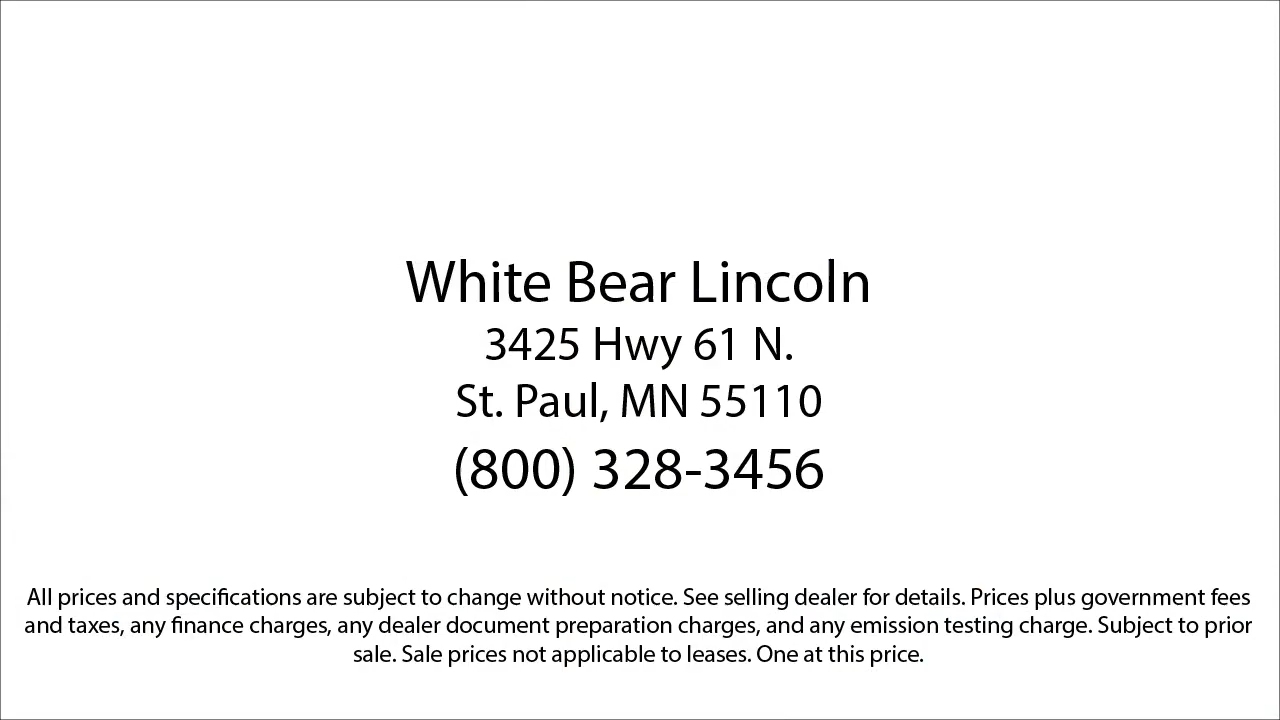 White Bear Lincoln
3425 Hwy 61 N.
St. Paul, MN 55110
(800) 328-3456
All prices and specifications are subject to change without notice. See selling dealer for details. Prices plus government fees
and taxes, any finance charges, any dealer document preparation charges, and any emission testing charge. Subject to prior
sale. Sale prices not applicable to leases. One at this price.